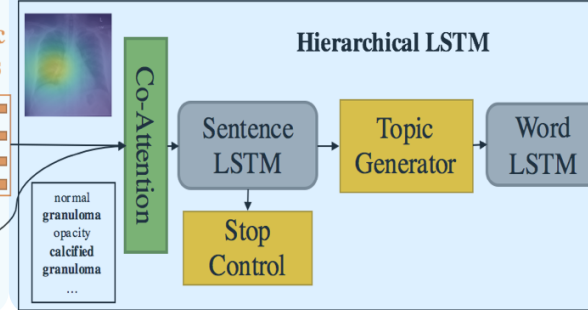 Hierarchical LSTM
Co-Attention
Sentence
LSTM
Topic
Generator
Word
LSTM
Stop
Control
normal
granuloma
opacity
calcified
granuloma
...